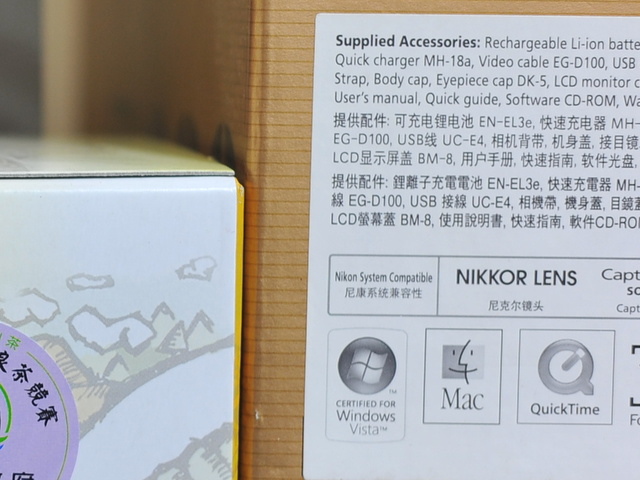 Supplied Accessories: Rechargeable Li-ion batte
Quick charger MH-18a, Video cable EG-D100, USB
Strap, Body cap, Eyepiece cap DK-5, LCD monitor c
User's manual, Quick guide, Software CD-ROM, Wa
提供配件: 可充电锂电池 EN-EL3e, 快速充电器 MH-
EG-D100, USB线 UC-E4, 相机背带, 机身盖, 接目镜
LCD显示屏盖 BM-8, 用户手册, 快速指南, 软件光盘,
提供配件: 鋰離子充電電池 EN-EL3e, 快速充電器 MH-
線 EG-D100, USB 接線 UC-E4, 相機帶, 機身蓋, 目鏡蓋
LCD螢幕蓋 BM-8, 使用說明書, 快速指南, 軟件CD-ROM
Nikon System Compatible
尼康系统兼容性
NIKKOR LENS
尼克尔镜头
Capt
so
Capt
CERTIFIED FOR
Windows
Vista™
Mac
QuickTime
Fo
茶競賽